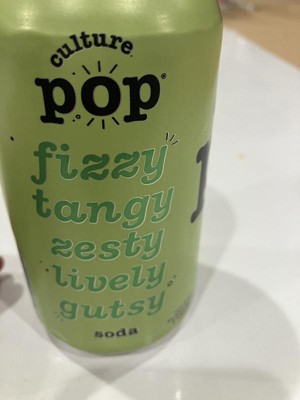 culture
pop®
fizzy
tangy
zesty
lively
gutsy
soda